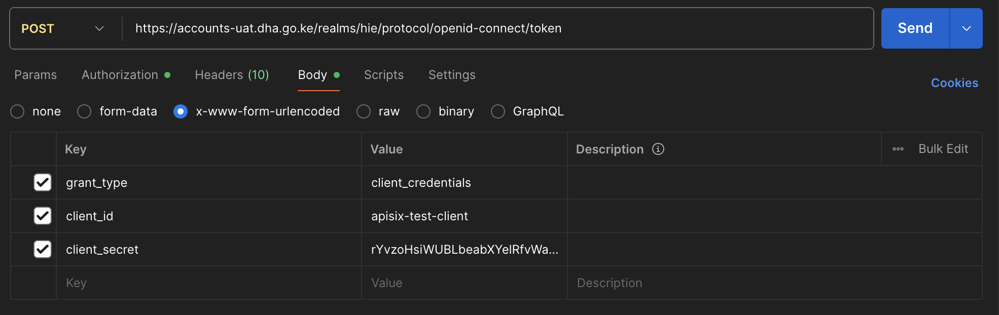 POST https://accounts-uat.dha.go.ke/realms/hie/protocol/openid-connect/token Send
Params Authorization Headers (10) Body Scripts Settings Cookies
none form-data x-www-form-urlencoded raw binary GraphQL
Key Value Description Bulk Edit
grant_type client_credentials
client_id apisix-test-client
client_secret rYvzoHsiWUBLbeabXYelRfvWa...
Key Value Description